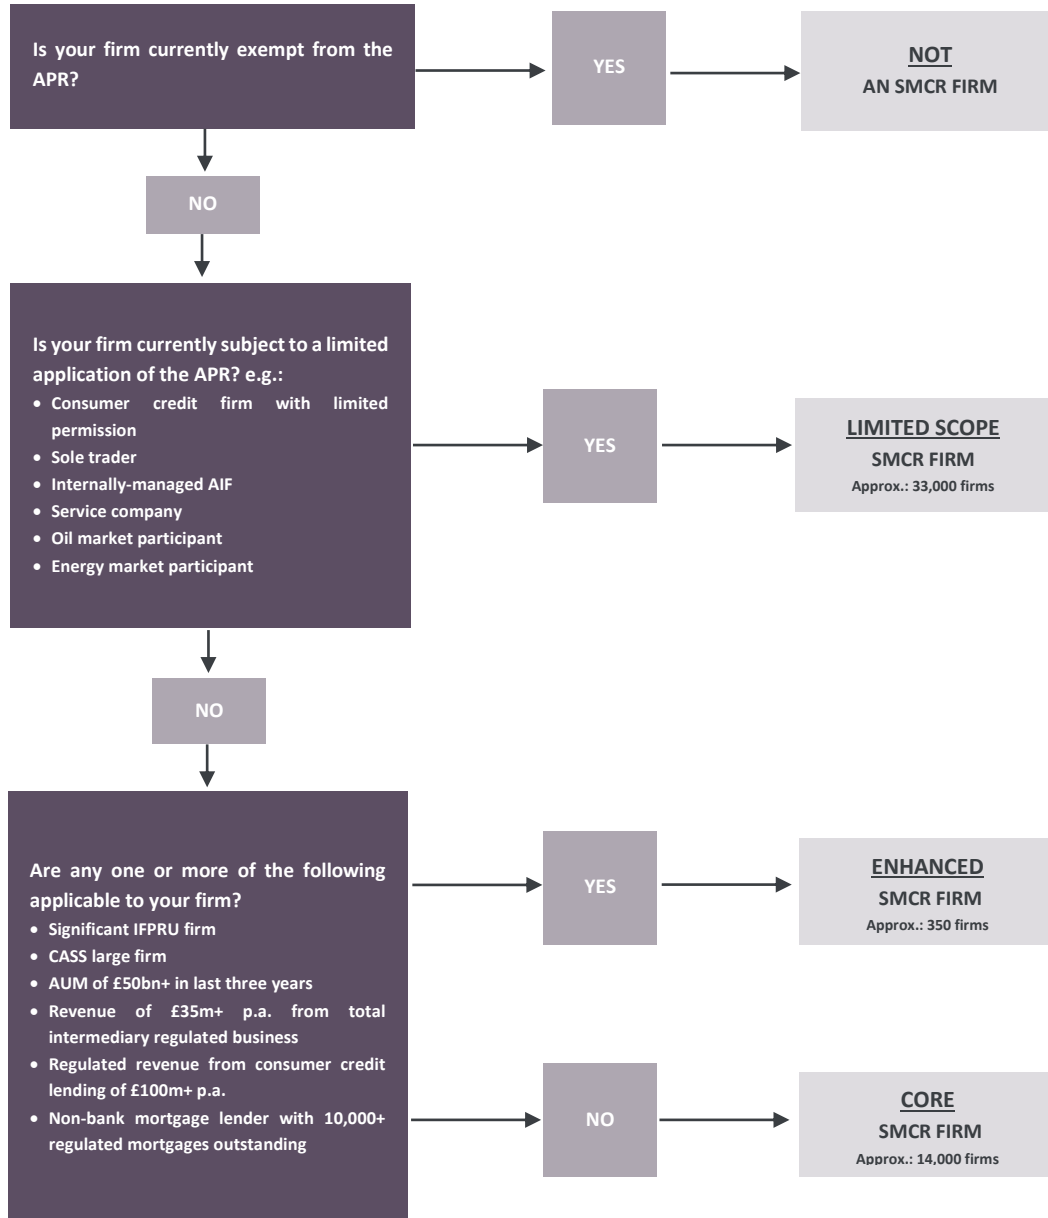 Is your firm currently exempt from the
APR?
YES
NOT
AN SMCR FIRM
NO
Is your firm currently subject to a limited
application of the APR? e.g.:
• Consumer credit firm with limited
permission
• Sole trader
• Internally-managed AIF
• Service company
• Oil market participant
• Energy market participant
YES
LIMITED SCOPE
SMCR FIRM
Approx.: 33,000 firms
NO
Are any one or more of the following
applicable to your firm?
• Significant IFPRU firm
• CASS large firm
• AUM of £50bn+ in last three years
• Revenue of £35m+ p.a. from total
intermediary regulated business
• Regulated revenue from consumer credit
lending of £100m+ p.a.
• Non-bank mortgage lender with 10,000+
regulated mortgages outstanding
YES
ENHANCED
SMCR FIRM
Approx.: 350 firms
NO
CORE
SMCR FIRM
Approx.: 14,000 firms